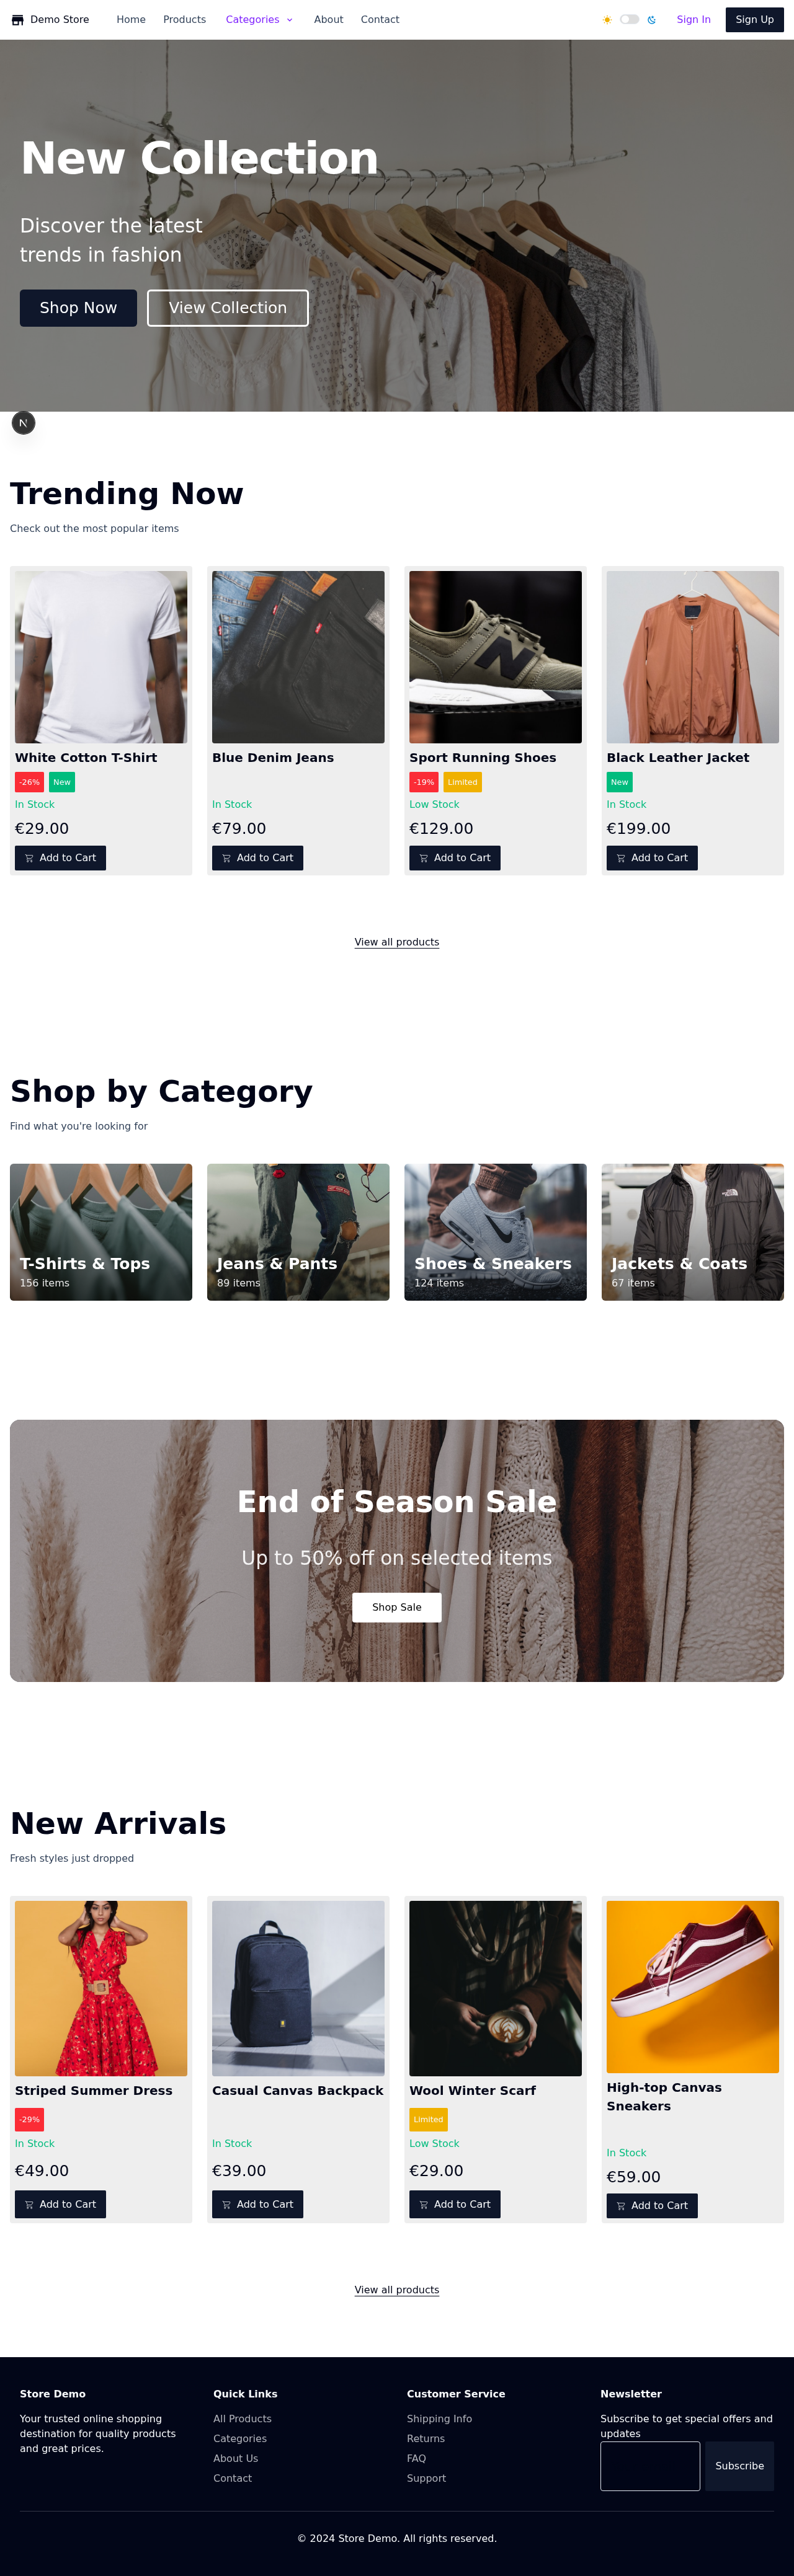 Demo Store
Home
Products
Categories
About
Contact
Sign In
Sign Up
New Collection
Discover the latest
trends in fashion
Shop Now
View Collection
N
Trending Now
Check out the most popular items
White Cotton T-Shirt
-26%
New
In Stock
€29.00
Add to Cart
Blue Denim Jeans
In Stock
€79.00
Add to Cart
Sport Running Shoes
-19%
Limited
Low Stock
€129.00
Add to Cart
Black Leather Jacket
New
In Stock
€199.00
Add to Cart
View all products
Shop by Category
Find what you're looking for
T-Shirts & Tops
156 items
Jeans & Pants
89 items
Shoes & Sneakers
124 items
Jackets & Coats
67 items
End of Season Sale
Up to 50% off on selected items
Shop Sale
New Arrivals
Fresh styles just dropped
Striped Summer Dress
-29%
In Stock
€49.00
Add to Cart
Casual Canvas Backpack
In Stock
€39.00
Add to Cart
Wool Winter Scarf
Limited
Low Stock
€29.00
Add to Cart
High-top Canvas
Sneakers
In Stock
€59.00
Add to Cart
View all products
Store Demo
Your trusted online shopping
destination for quality products
and great prices.
Quick Links
All Products
Categories
About Us
Contact
Customer Service
Shipping Info
Returns
FAQ
Support
Newsletter
Subscribe to get special offers and
updates
Subscribe
© 2024 Store Demo. All rights reserved.